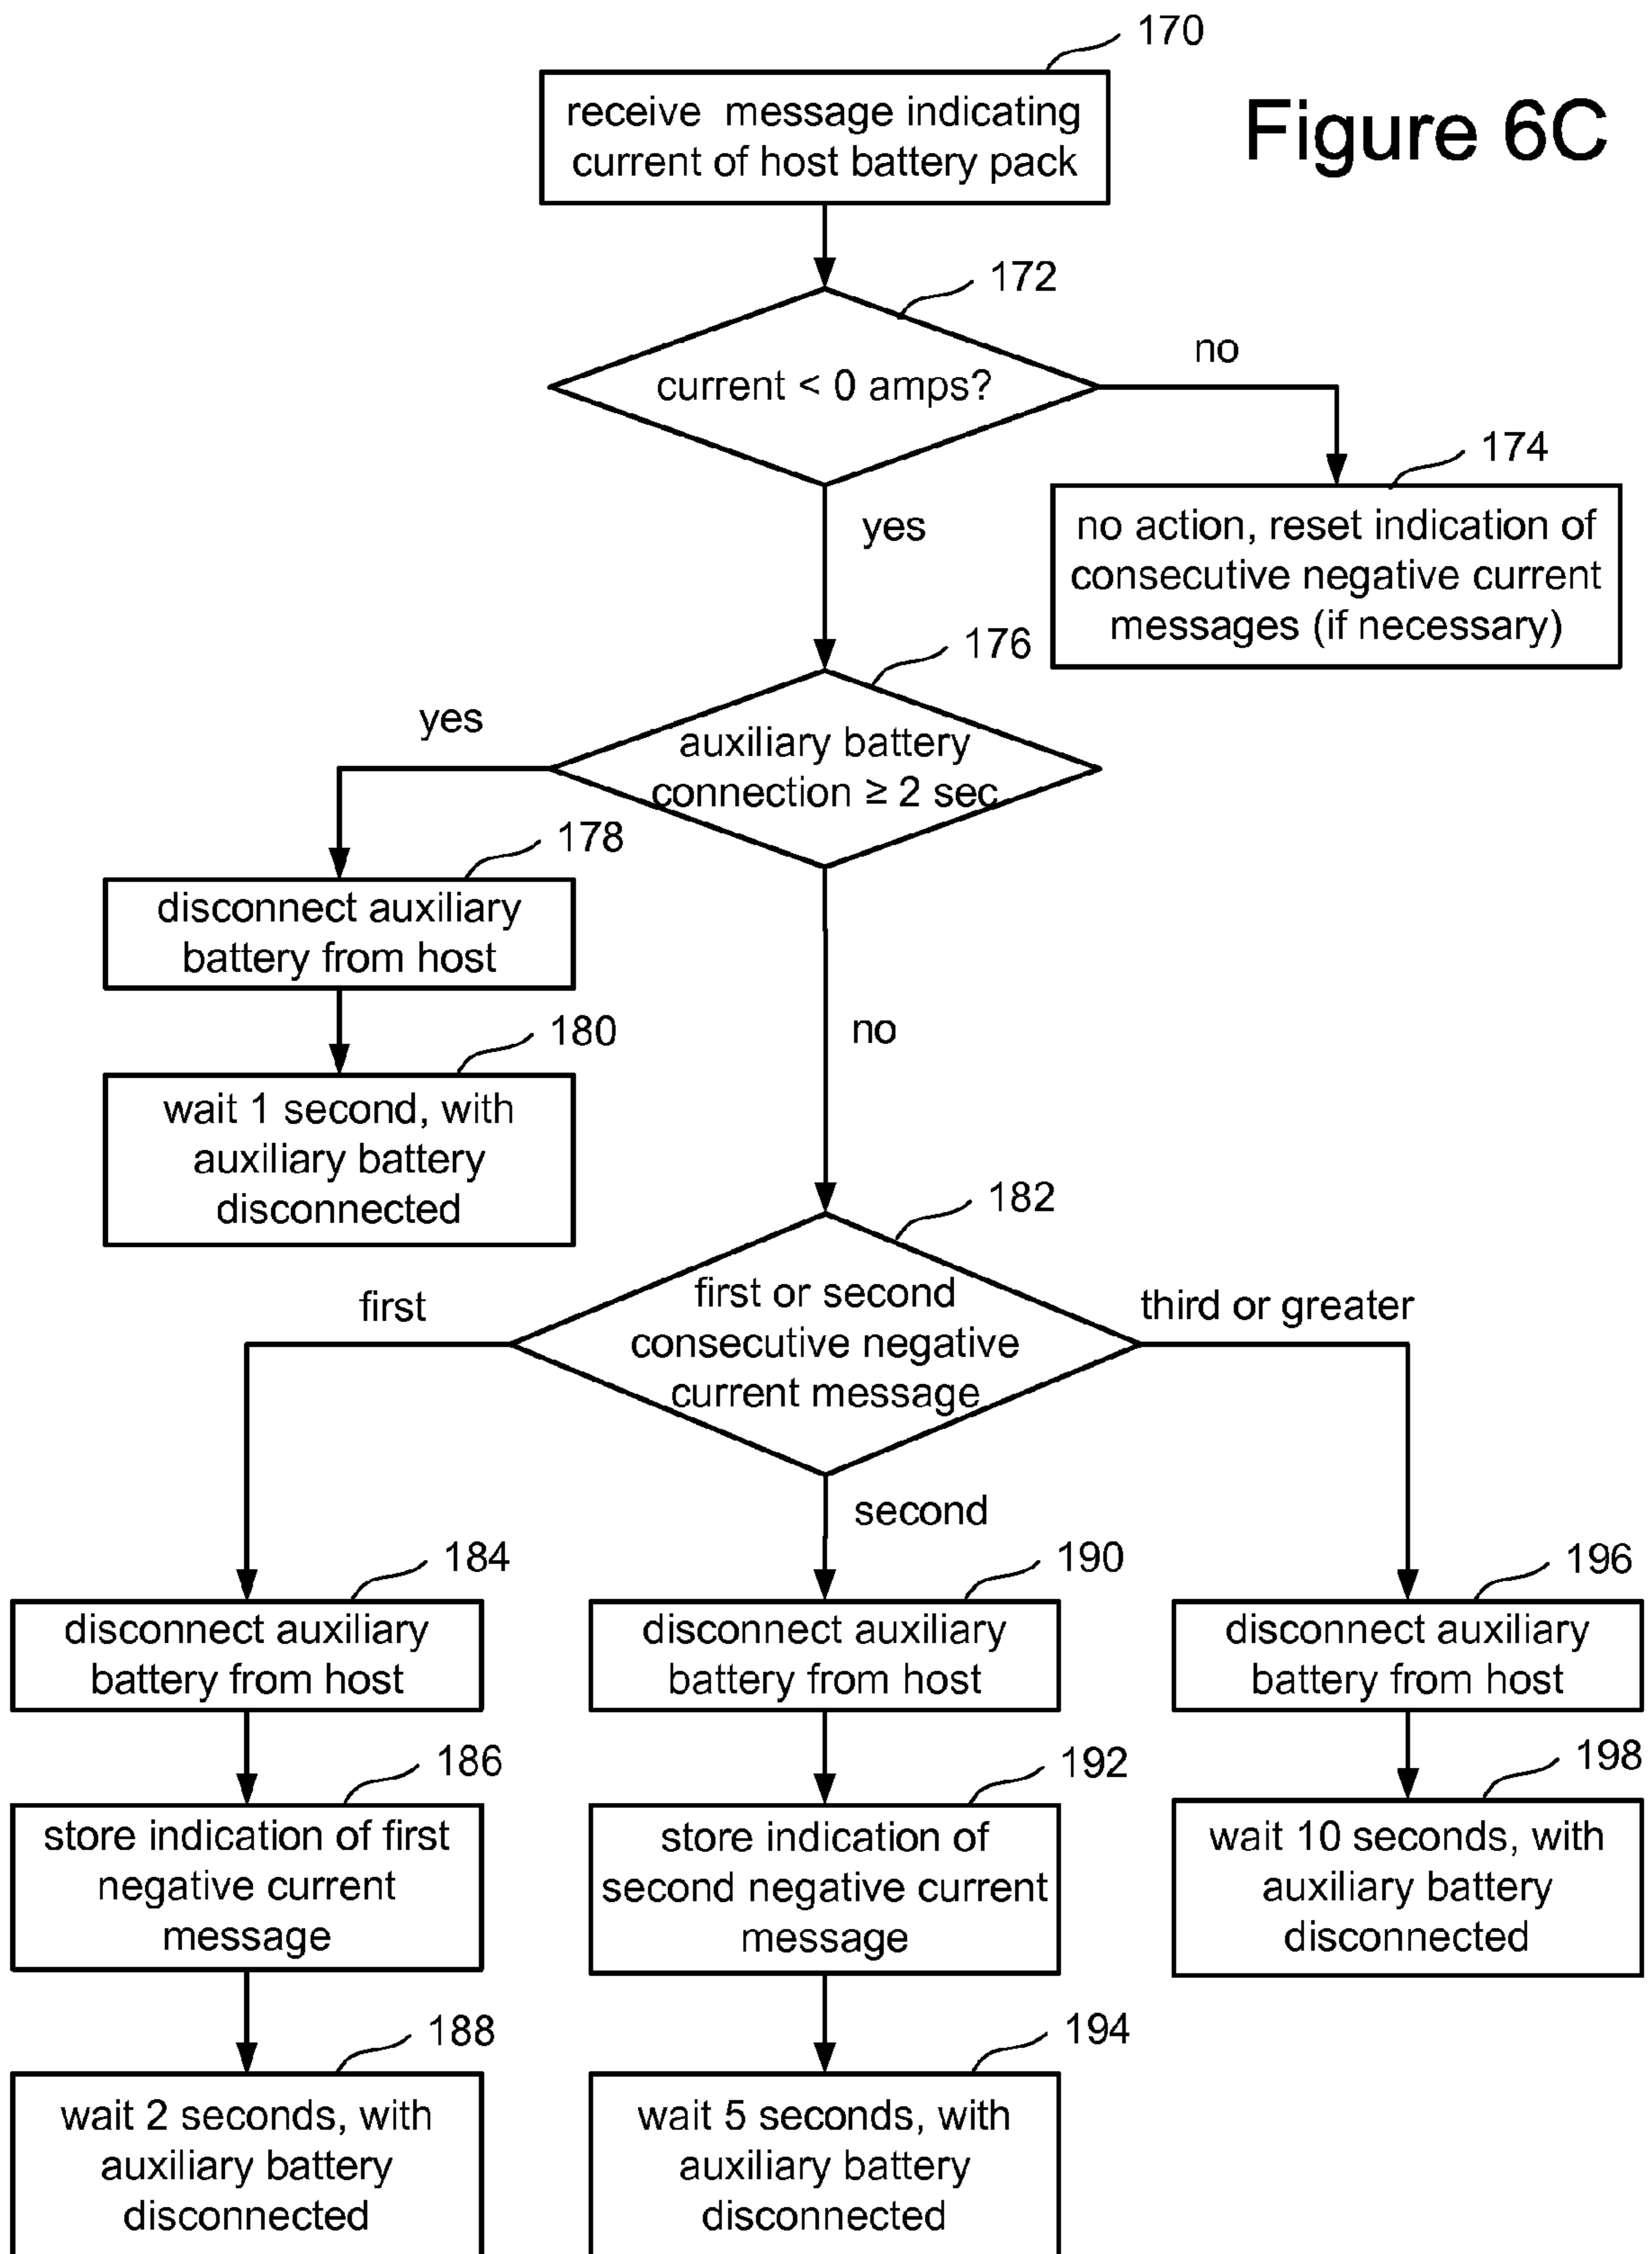 170
receive message indicating
current of host battery pack
Figure 6C
172
current < 0 amps?
no
174
no action, reset indication of
consecutive negative current
messages (if necessary)
yes
176
auxiliary battery
connection ≥ 2 sec
yes
178
disconnect auxiliary
battery from host
180
wait 1 second, with
auxiliary battery
disconnected
no
182
first or second
consecutive negative
current message
first
second
third or greater
184
disconnect auxiliary
battery from host
186
store indication of first
negative current
message
188
wait 2 seconds, with
auxiliary battery
disconnected
190
disconnect auxiliary
battery from host
192
store indication of
second negative current
message
194
wait 5 seconds, with
auxiliary battery
disconnected
196
disconnect auxiliary
battery from host
198
wait 10 seconds, with
auxiliary battery
disconnected